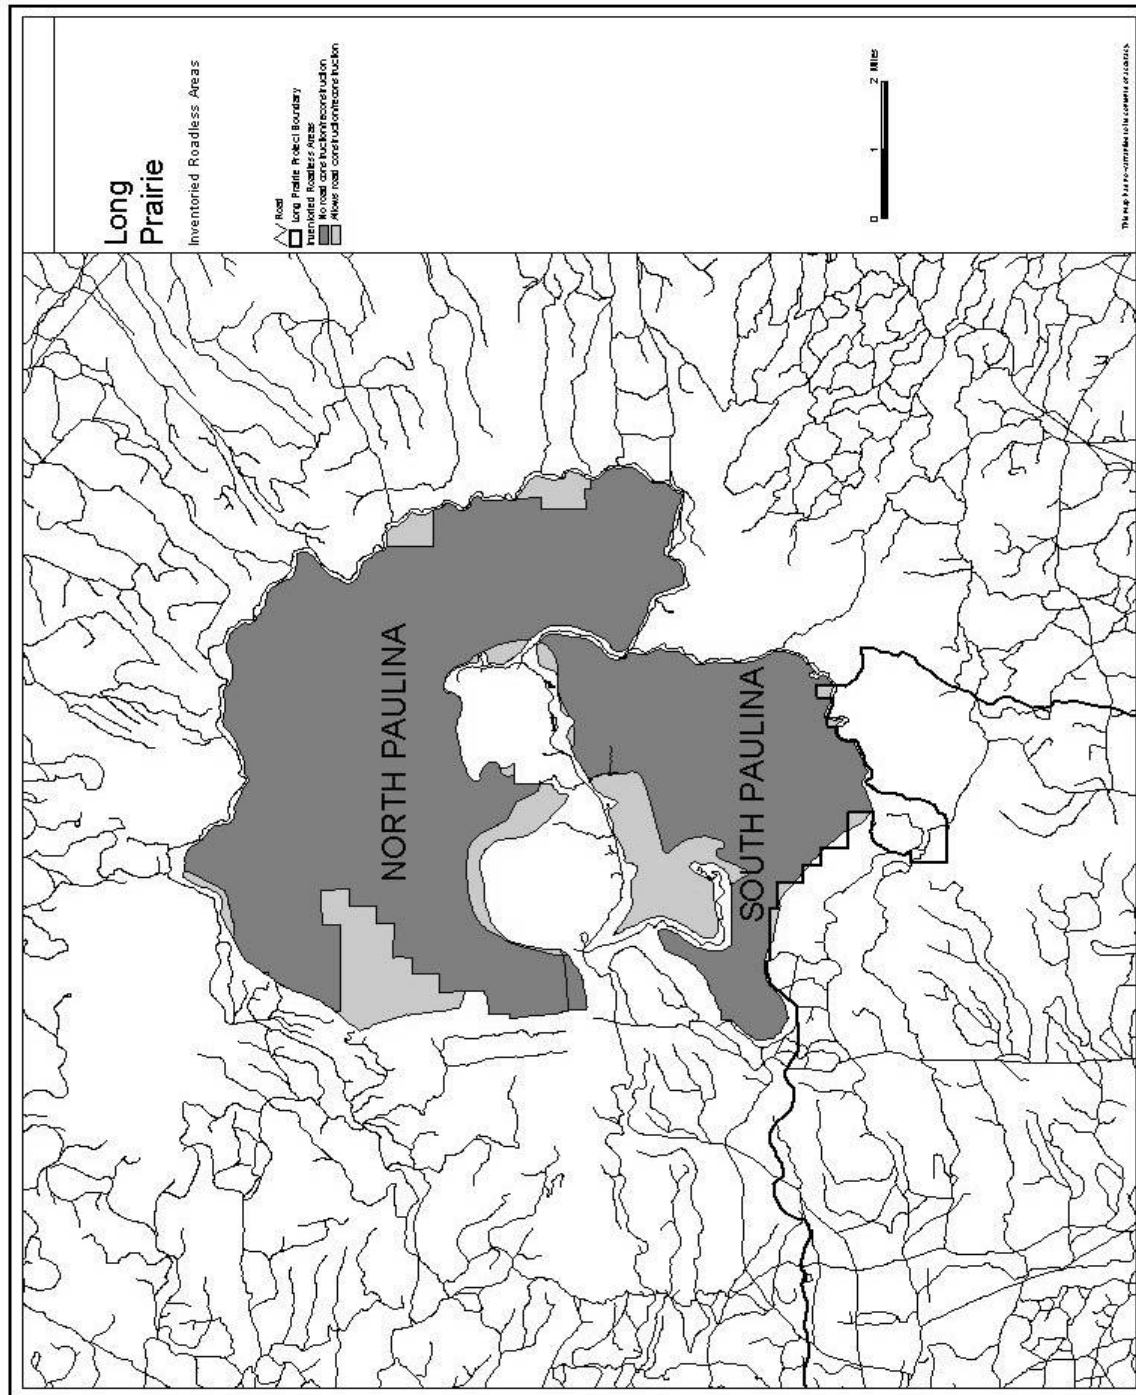 Long
Prairie
Inventoried Roadless Areas
Road
Long Prairie Project Boundary
Inventoried Roadless Areas
No road construction/reconstruction
Allows road construction/reconstruction
0 1 2 Miles
NORTH PAULINA
SOUTH PAULINA